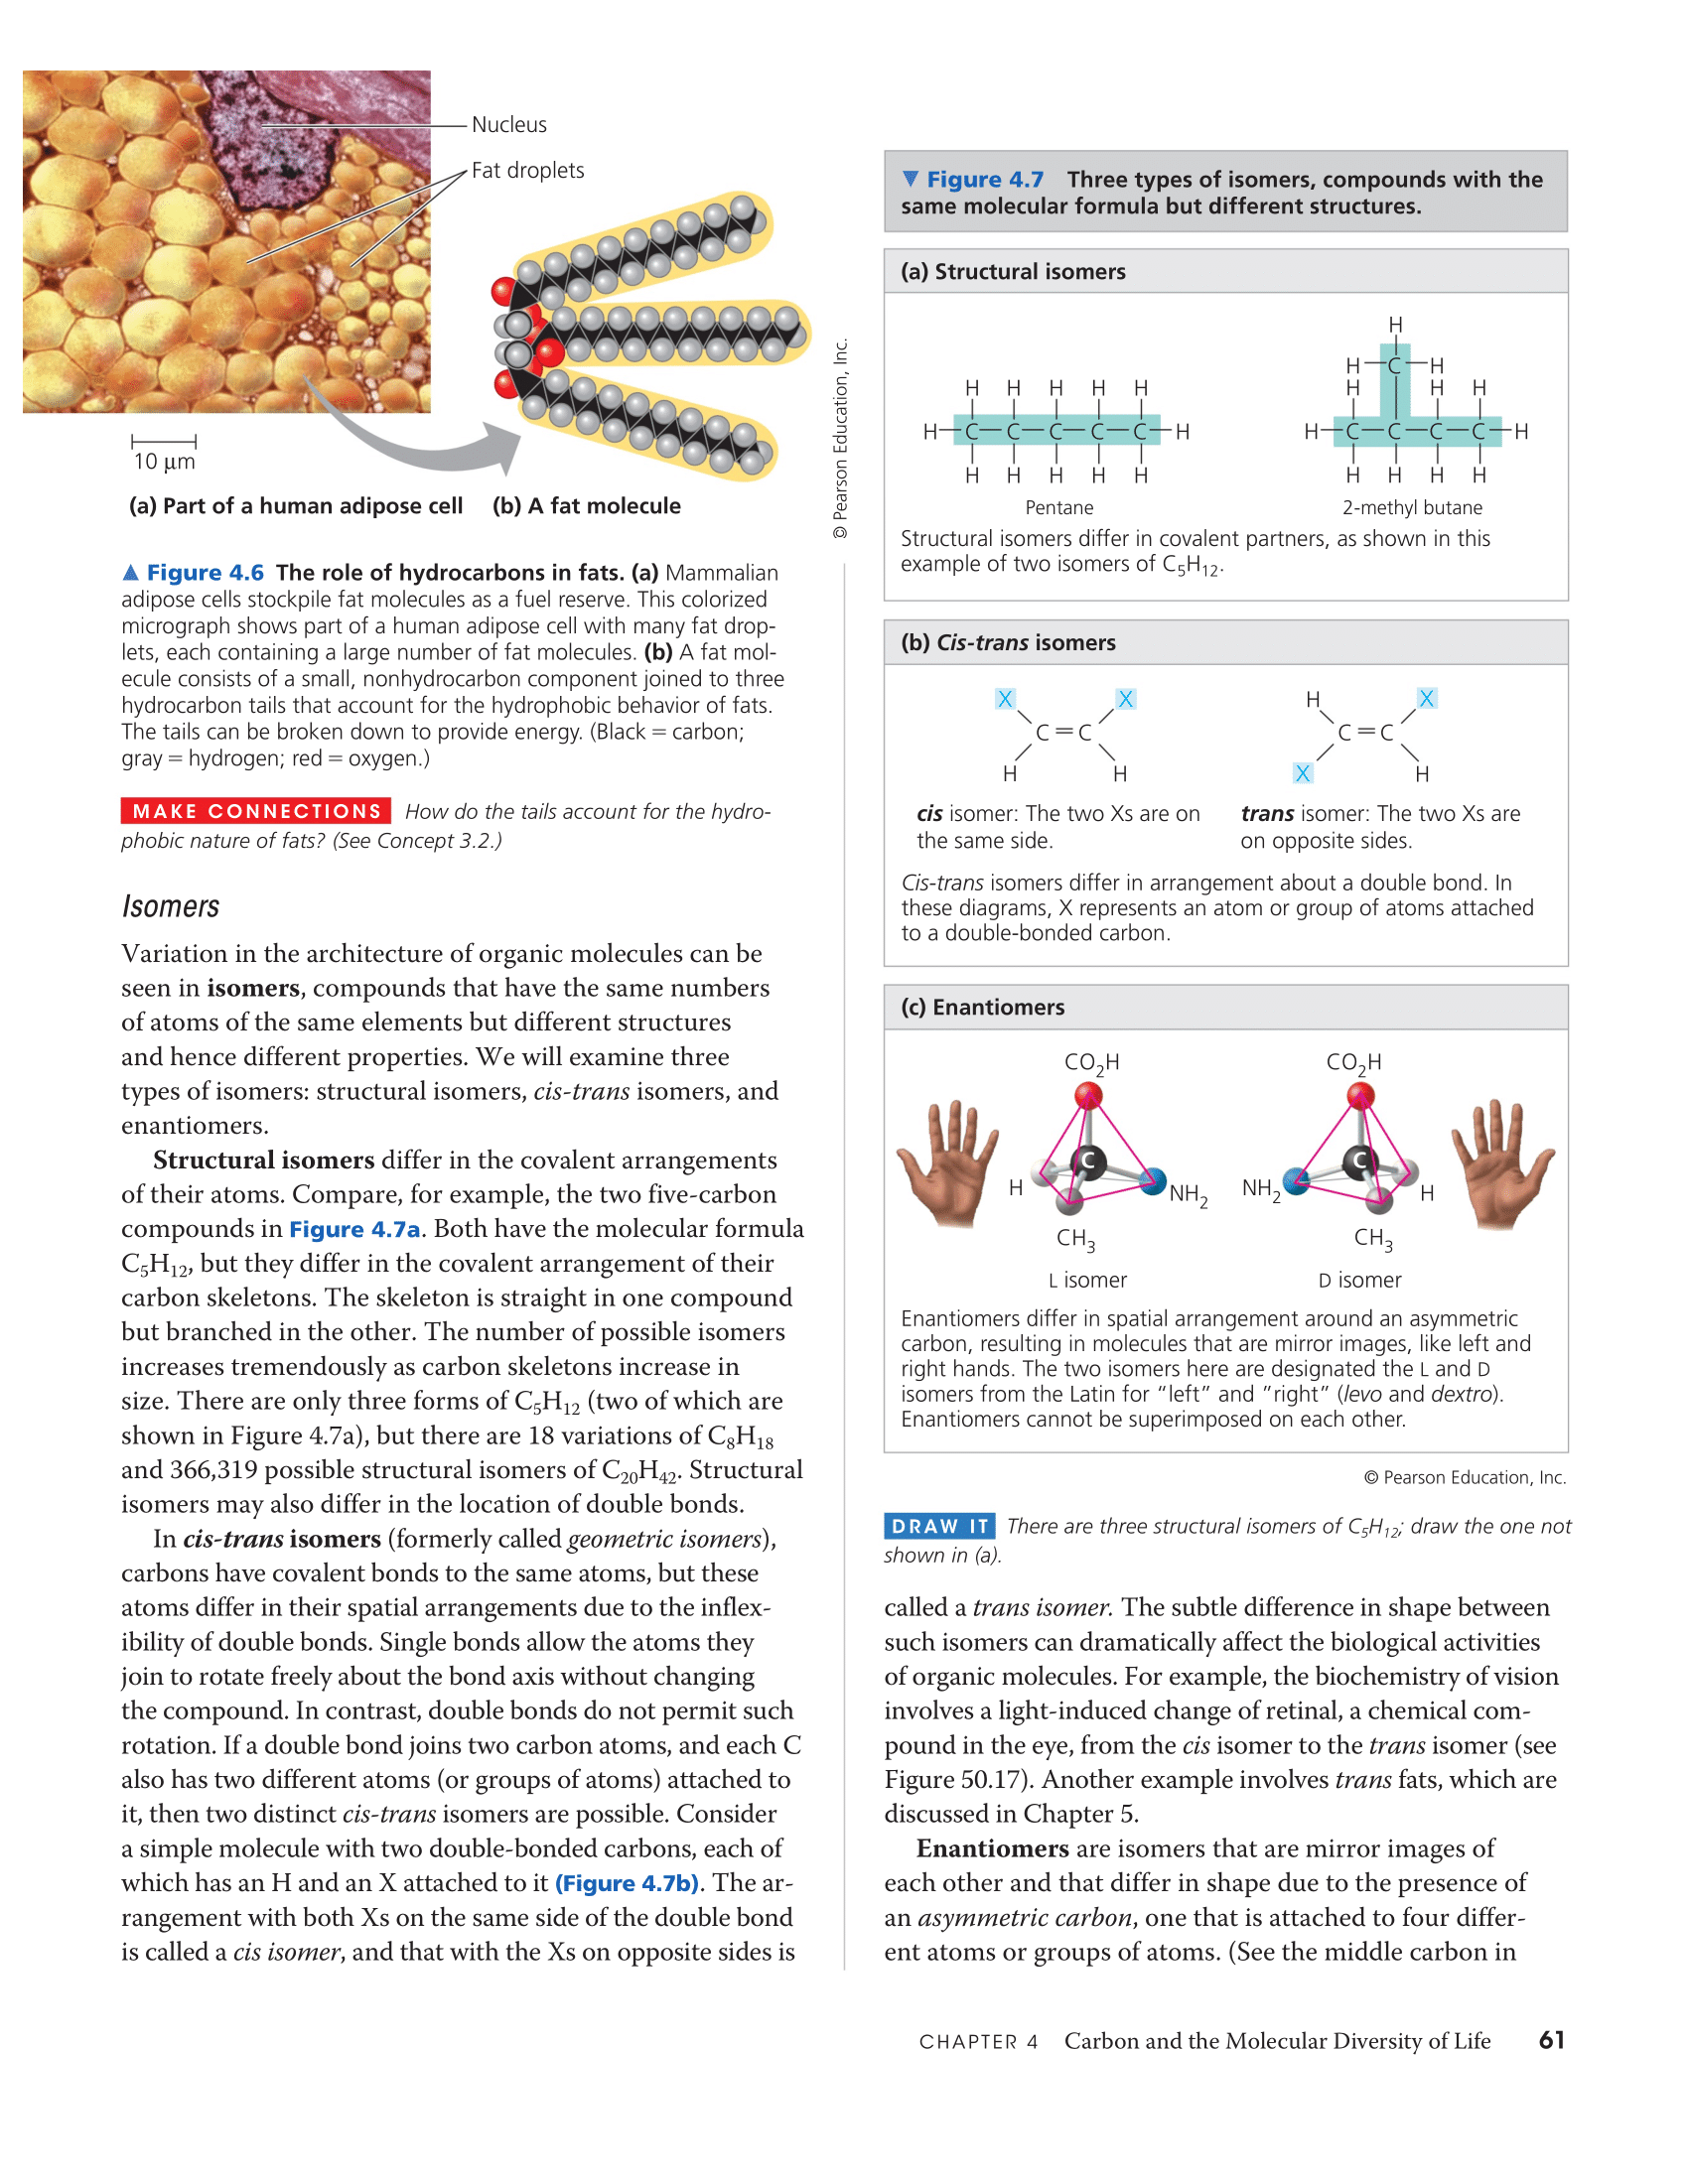 Nucleus
Fat droplets
10 µm
(a) Part of a human adipose cell
(b) A fat molecule
© Pearson Education, Inc.
▲ Figure 4.6 The role of hydrocarbons in fats. (a) Mammalian
adipose cells stockpile fat molecules as a fuel reserve. This colorized
micrograph shows part of a human adipose cell with many fat drop-
lets, each containing a large number of fat molecules. (b) A fat mol-
ecule consists of a small, nonhydrocarbon component joined to three
hydrocarbon tails that account for the hydrophobic behavior of fats.
The tails can be broken down to provide energy. (Black = carbon;
gray = hydrogen; red = oxygen.)
MAKE CONNECTIONS How do the tails account for the hydro-
phobic nature of fats? (See Concept 3.2.)
Isomers
Variation in the architecture of organic molecules can be
seen in isomers, compounds that have the same numbers
of atoms of the same elements but different structures
and hence different properties. We will examine three
types of isomers: structural isomers, cis-trans isomers, and
enantiomers.
Structural isomers differ in the covalent arrangements
of their atoms. Compare, for example, the two five-carbon
compounds in Figure 4.7a. Both have the molecular formula
C5H12, but they differ in the covalent arrangement of their
carbon skeletons. The skeleton is straight in one compound
but branched in the other. The number of possible isomers
increases tremendously as carbon skeletons increase in
size. There are only three forms of C5H12 (two of which are
shown in Figure 4.7a), but there are 18 variations of C8H18
and 366,319 possible structural isomers of C20H42. Structural
isomers may also differ in the location of double bonds.
In cis-trans isomers (formerly called geometric isomers),
carbons have covalent bonds to the same atoms, but these
atoms differ in their spatial arrangements due to the inflex-
ibility of double bonds. Single bonds allow the atoms they
join to rotate freely about the bond axis without changing
the compound. In contrast, double bonds do not permit such
rotation. If a double bond joins two carbon atoms, and each C
also has two different atoms (or groups of atoms) attached to
it, then two distinct cis-trans isomers are possible. Consider
a simple molecule with two double-bonded carbons, each of
which has an H and an X attached to it (Figure 4.7b). The ar-
rangement with both Xs on the same side of the double bond
is called a cis isomer, and that with the Xs on opposite sides is
▼ Figure 4.7 Three types of isomers, compounds with the
same molecular formula but different structures.
(a) Structural isomers
H H H H H
H C C C C C H
H H H H H
Pentane
H
H C H
H H H
H C C C C H
H H H H
2-methyl butane
Structural isomers differ in covalent partners, as shown in this
example of two isomers of C5H12.
(b) Cis-trans isomers
X X
C = C
H H
H X
C = C
X H
cis isomer: The two Xs are on
the same side.
trans isomer: The two Xs are
on opposite sides.
Cis-trans isomers differ in arrangement about a double bond. In
these diagrams, X represents an atom or group of atoms attached
to a double-bonded carbon.
(c) Enantiomers
CO2H
C
H
NH2
CH3
L isomer
CO2H
C
NH2
H
CH3
D isomer
Enantiomers differ in spatial arrangement around an asymmetric
carbon, resulting in molecules that are mirror images, like left and
right hands. The two isomers here are designated the L and D
isomers from the Latin for “left” and “right” (levo and dextro).
Enantiomers cannot be superimposed on each other.
© Pearson Education, Inc.
DRAW IT There are three structural isomers of C5H12; draw the one not
shown in (a).
called a trans isomer. The subtle difference in shape between
such isomers can dramatically affect the biological activities
of organic molecules. For example, the biochemistry of vision
involves a light-induced change of retinal, a chemical com-
pound in the eye, from the cis isomer to the trans isomer (see
Figure 50.17). Another example involves trans fats, which are
discussed in Chapter 5.
Enantiomers are isomers that are mirror images of
each other and that differ in shape due to the presence of
an asymmetric carbon, one that is attached to four differ-
ent atoms or groups of atoms. (See the middle carbon in
CHAPTER 4 Carbon and the Molecular Diversity of Life 61